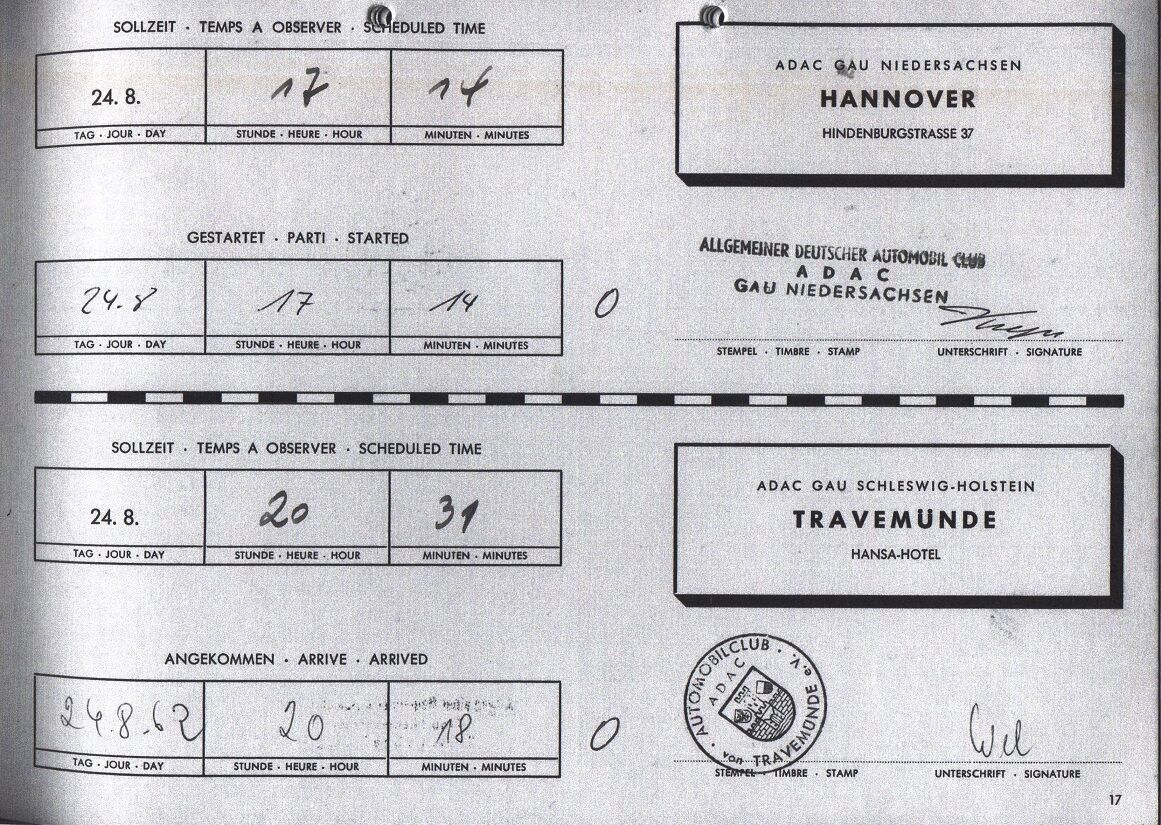 SOLLZEIT · TEMPS A OBSERVER · SCHEDULED TIME
24. 8. 17 14
TAG · JOUR · DAY STUNDE · HEURE · HOUR MINUTEN · MINUTES
ADAC GAU NIEDERSACHSEN
HANNOVER
HINDENBURGSTRASSE 37
GESTARTET · PARTI · STARTED
24.8 17 14 0
TAG · JOUR · DAY STUNDE · HEURE · HOUR MINUTEN · MINUTES
ALLGEMEINER DEUTSCHER AUTOMOBIL CLUB
ADAC
GAU NIEDERSACHSEN
STEMPEL · TIMBRE · STAMP UNTERSCHRIFT · SIGNATURE
SOLLZEIT · TEMPS A OBSERVER · SCHEDULED TIME
24. 8. 20 31
TAG · JOUR · DAY STUNDE · HEURE · HOUR MINUTEN · MINUTES
ADAC GAU SCHLESWIG-HOLSTEIN
TRAVEMÜNDE
HANSA-HOTEL
ANGEKOMMEN · ARRIVE · ARRIVED
24.8.62 20 18 0
TAG · JOUR · DAY STUNDE · HEURE · HOUR MINUTEN · MINUTES
· AUTOMOBILCLUB · von TRAVEMÜNDE e.V.
ADAC
STEMPEL · TIMBRE · STAMP UNTERSCHRIFT · SIGNATURE
17